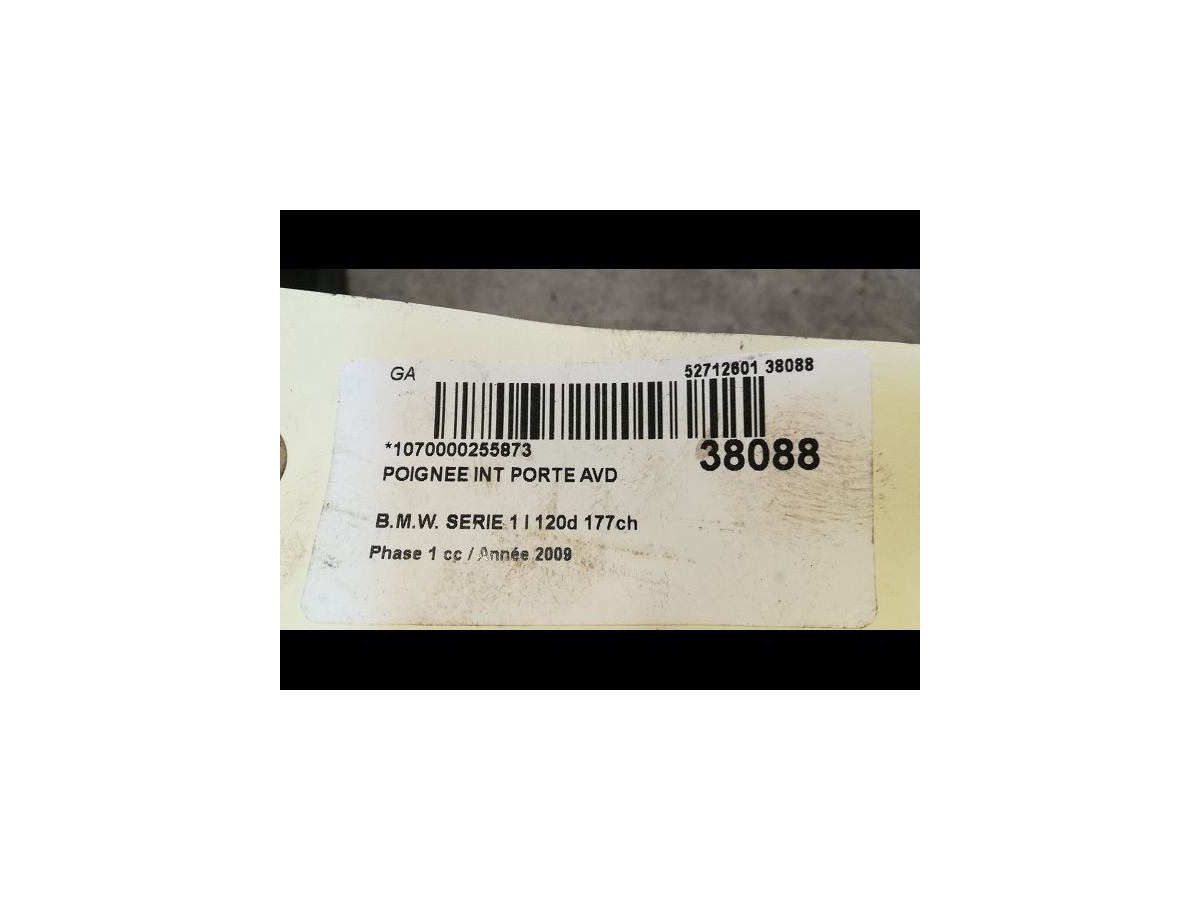 GA
52712601 38088
*1070000255873
38088
POIGNEE INT PORTE AVD
B.M.W. SERIE 1 I 120d 177ch
Phase 1 cc / Année 2009